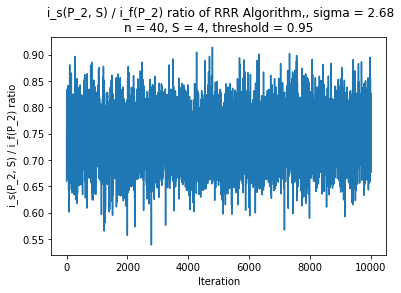 i_s(P_2, S) / i_f(P_2) ratio of RRR Algorithm,, sigma = 2.68
n = 40, S = 4, threshold = 0.95
i_s(P_2, S) / i_f(P_2) ratio
0.90
0.85
0.80
0.75
0.70
0.65
0.60
0.55
0 2000 4000 6000 8000 10000
Iteration